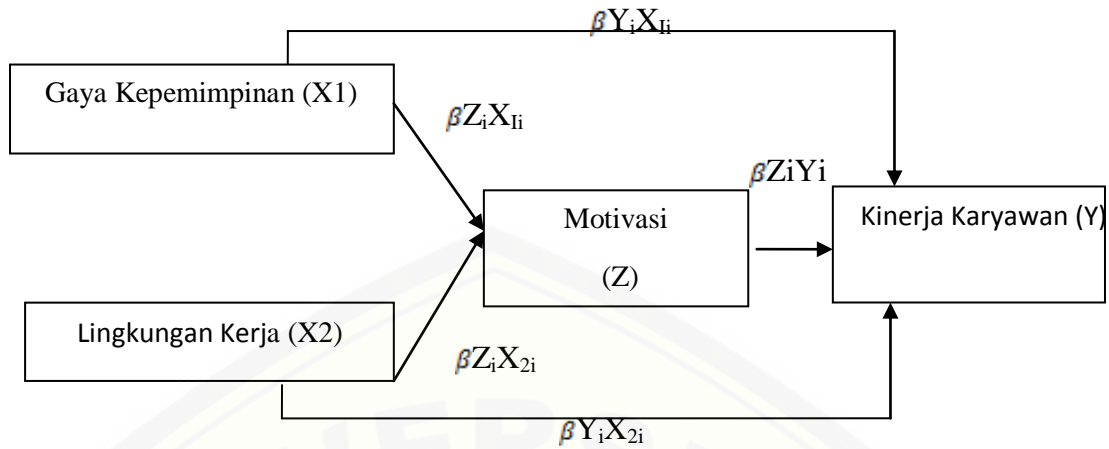 βYᵢXIᵢ
Gaya Kepemimpinan (X1)
βZᵢXIᵢ
βZiYi
Motivasi
(Z)
Kinerja Karyawan (Y)
Lingkungan Kerja (X2)
βZᵢX₂ᵢ
βYᵢX₂ᵢ